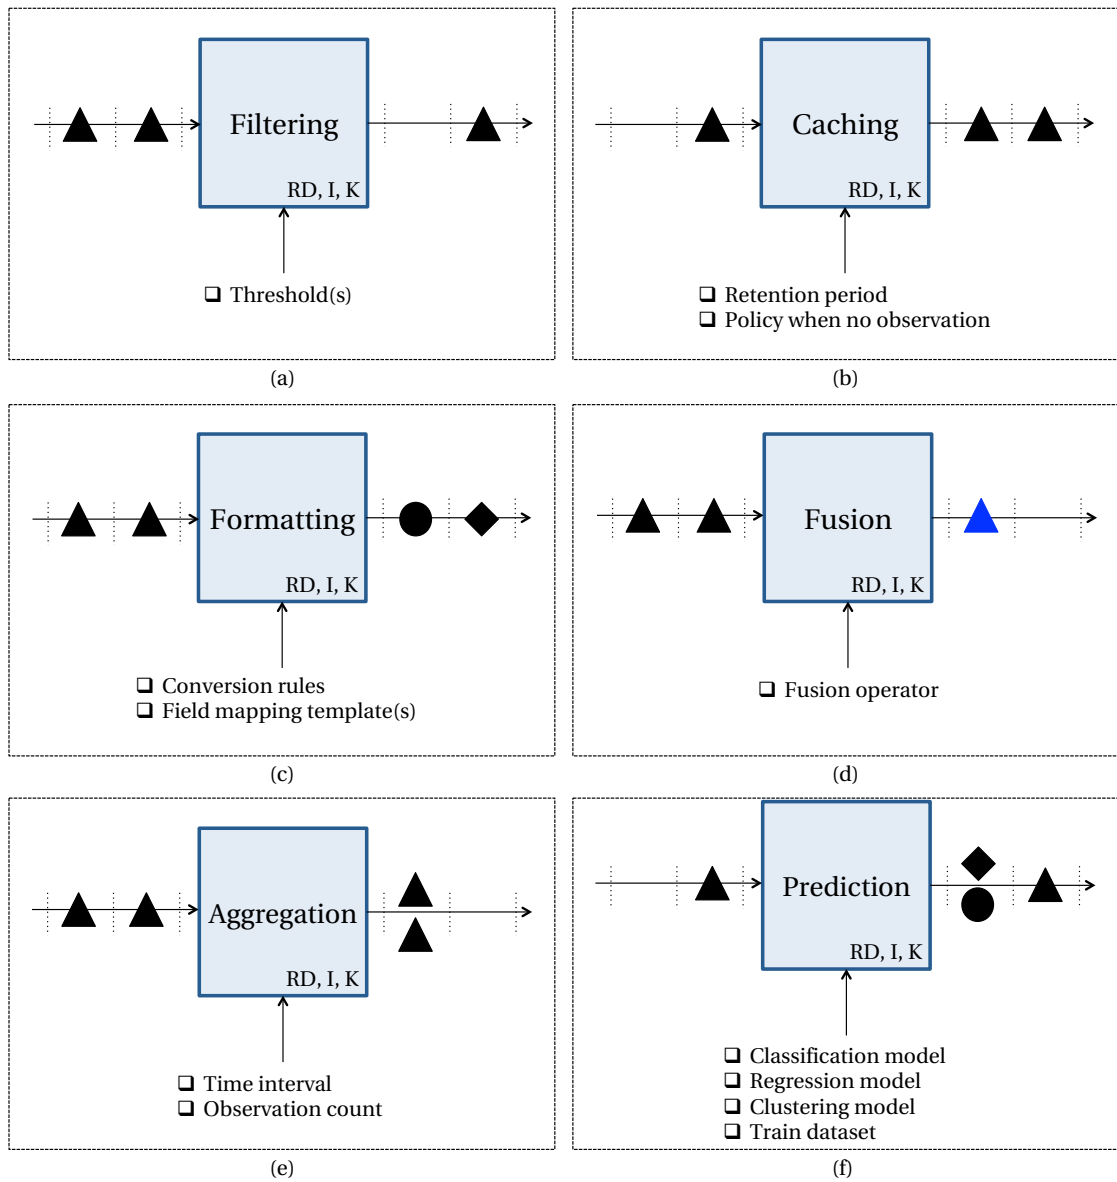 Filtering
RD, I, K
❑ Threshold(s)
(a)
Caching
RD, I, K
❑ Retention period
❑ Policy when no observation
(b)
Formatting
RD, I, K
❑ Conversion rules
❑ Field mapping template(s)
(c)
Fusion
RD, I, K
❑ Fusion operator
(d)
Aggregation
RD, I, K
❑ Time interval
❑ Observation count
(e)
Prediction
RD, I, K
❑ Classification model
❑ Regression model
❑ Clustering model
❑ Train dataset
(f)